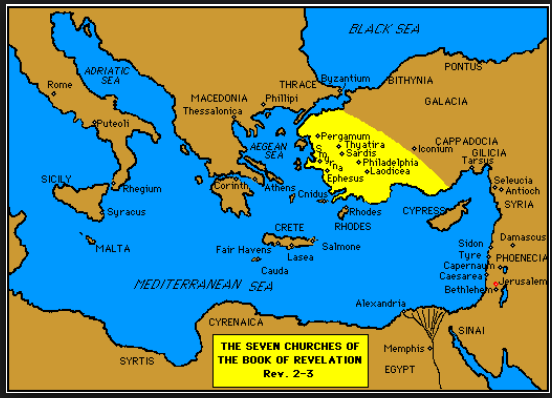 BLACK SEA
ADRIATIC
SEA
PONTUS
Rome
Byzantium
BITHYNIA
THRACE
MACEDONIA
Phillipi
GALACIA
Thessalonica
Puteoli
Pergamum
Thyatira
CAPPADOCIA
AEGEAN
SEA
Smyrna
Sardis
Iconium
CILICIA
Philadelphia
Tarsus
Laodicea
SICILY
Rhegium
Corinth
Athens
Ephesus
Seleucia
Antioch
Cnidus
SYRIA
Syracus
Rhodes
CYPRESS
CRETE
RHODES
Damascus
MALTA
Fair Havens
Salmone
Sidon
Lasea
Tyre
PHOENECIA
Cauda
Capernaum
Caesarea
Jerusalem
MEDITERRANEAN SEA
Bethlehem
Alexandria
CYRENAICA
SINAI
THE SEVEN CHURCHES OF
THE BOOK OF REVELATION
Rev. 2-3
Memphis
SYRTIS
EGYPT